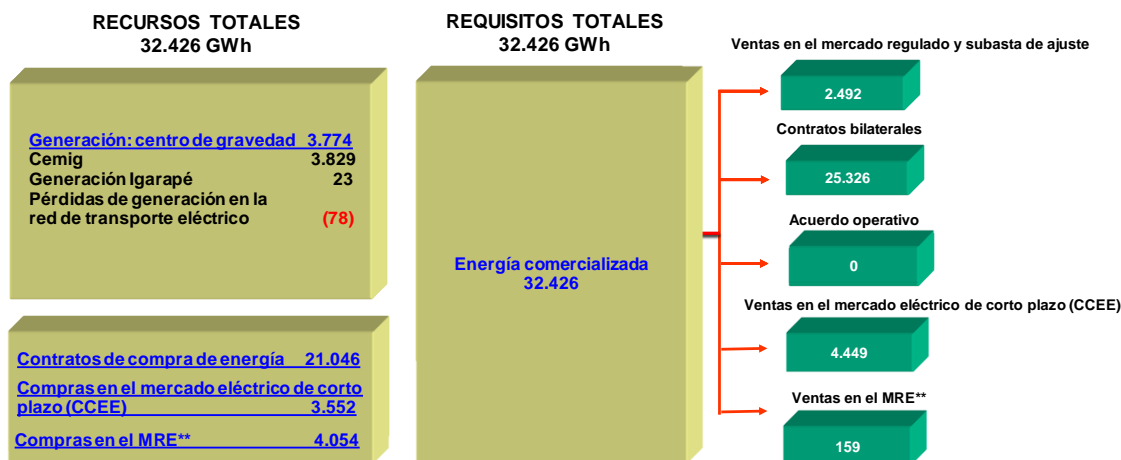 RECURSOS TOTALES
32.426 GWh
Generación: centro de gravedad 3.774
Cemig 3.829
Generación Igarapé 23
Pérdidas de generación en la
red de transporte eléctrico (78)
Contratos de compra de energía 21.046
Compras en el mercado eléctrico de corto
plazo (CCEE) 3.552
Compras en el MRE** 4.054
REQUISITOS TOTALES
32.426 GWh
Energía comercializada
32.426
Ventas en el mercado regulado y subasta de ajuste
2.492
Contratos bilaterales
25.326
Acuerdo operativo
0
Ventas en el mercado eléctrico de corto plazo (CCEE)
4.449
Ventas en el MRE**
159